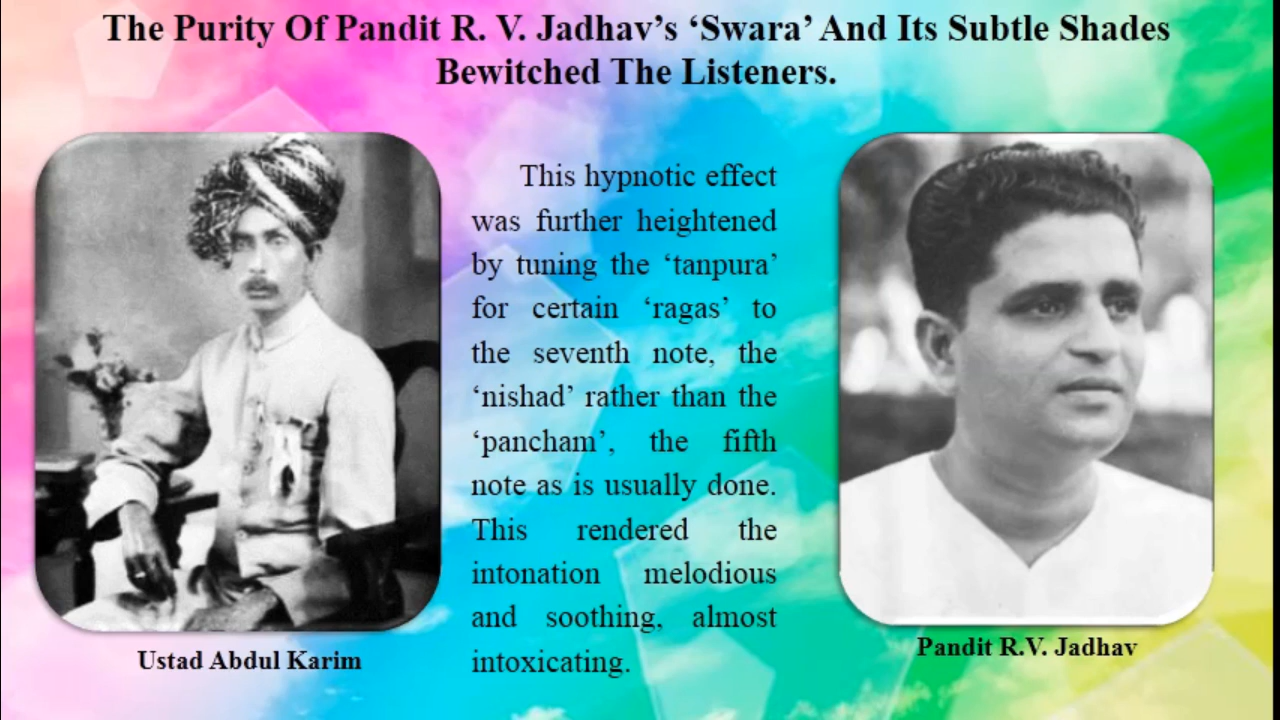 The Purity Of Pandit R. V. Jadhav’s ‘Swara’ And Its Subtle Shades
Bewitched The Listeners.
This hypnotic effect
was further heightened
by tuning the ‘tanpura’
for certain ‘ragas’ to
the seventh note, the
‘nishad’ rather than the
‘pancham’, the fifth
note as is usually done.
This rendered the
intonation melodious
and soothing, almost
intoxicating.
Ustad Abdul Karim
Pandit R.V. Jadhav